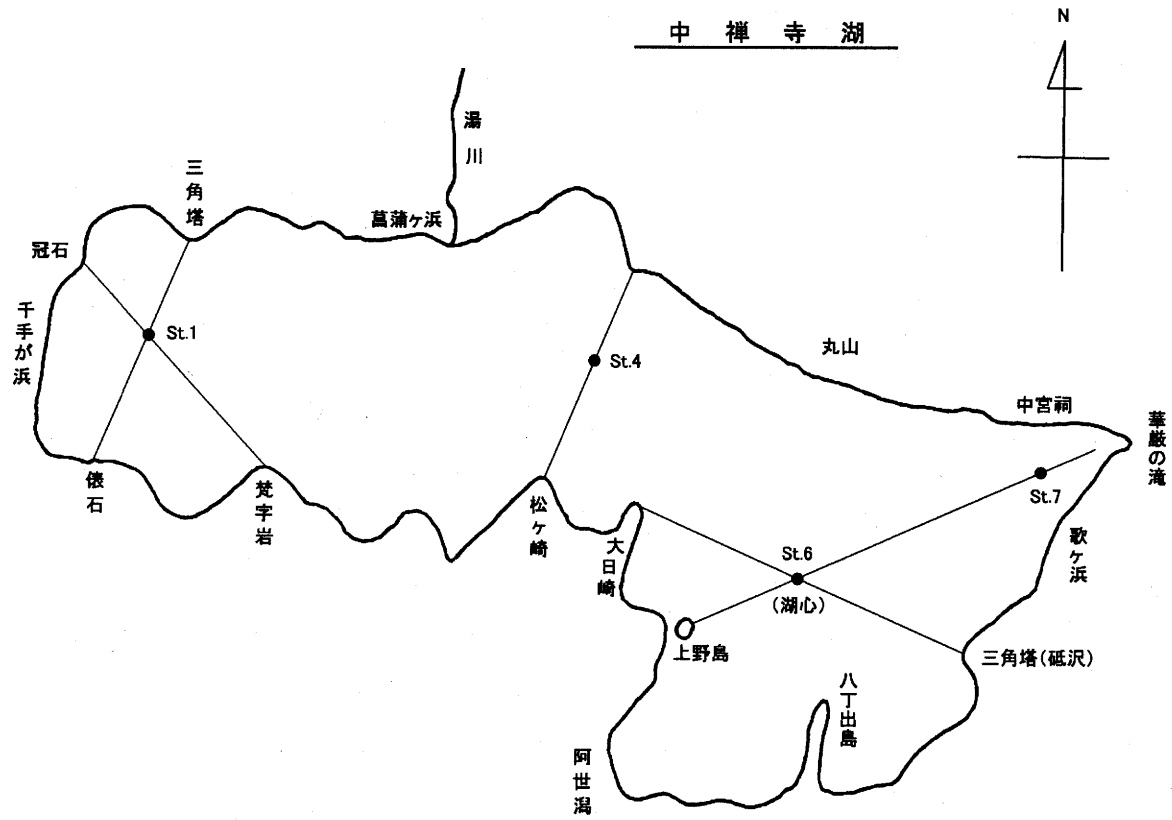 中禅寺湖
N
湯川
三角塔
菖蒲ヶ浜
冠石
千手が浜
St.1
St.4
丸山
中宮祠
華厳の滝
俵石
梵字岩
松ヶ崎
大日崎
St.7
St.6
(湖心)
歌ヶ浜
上野島
三角塔(砥沢)
八丁出島
阿世潟